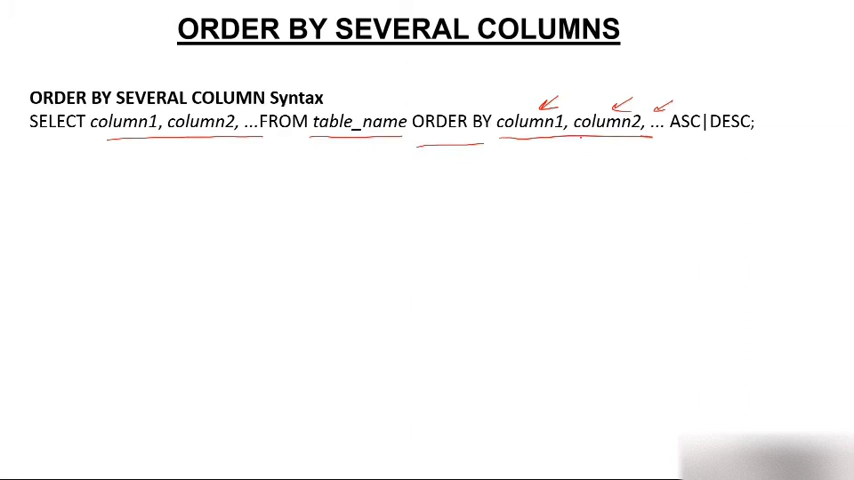 ORDER BY SEVERAL COLUMNS
ORDER BY SEVERAL COLUMN Syntax
SELECT column1, column2, ...FROM table_name ORDER BY column1, column2, ... ASC|DESC;